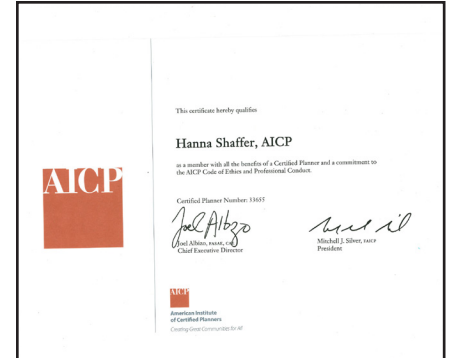 This certificate hereby qualifies
Hanna Shaffer, AICP
as a member with all the benefits of a Certified Planner and a commitment to
the AICP Code of Ethics and Professional Conduct.
AICP
Certified Planner Number: 33655
Joel Albizo
Joel Albizo, FASAE, CAE
Chief Executive Director
Mitchell J. Silver, FAICP
President
AICP
American Institute
of Certified Planners
Creating Great Communities for All